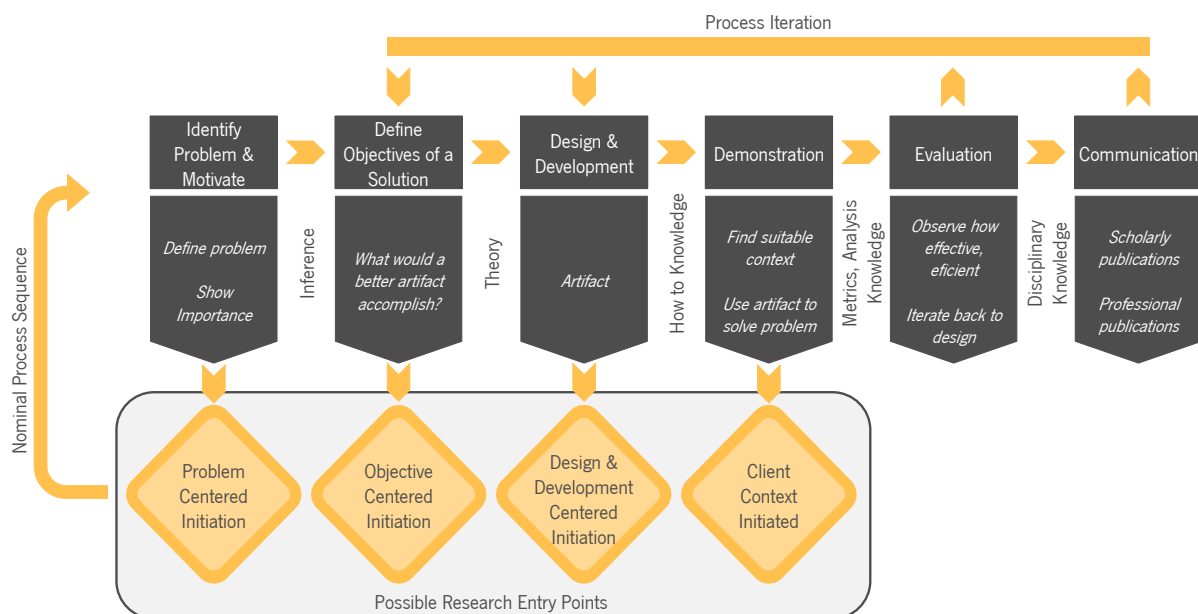 Process Iteration
Identify
Problem &
Motivate
Define
Objectives of a
Solution
Design &
Development
Demonstration
Evaluation
Communication
Nominal Process Sequence
Define problem
Show
Importance
Inference
What would a
better artifact
accomplish?
Theory
Artifact
How to Knowledge
Find suitable
context
Use artifact to
solve problem
Metrics, Analysis
Knowledge
Observe how
effective,
eficient
Iterate back to
design
Disciplinary
Knowledge
Scholarly
publications
Professional
publications
Problem
Centered
Initiation
Objective
Centered
Initiation
Design &
Development
Centered
Initiation
Client
Context
Initiated
Possible Research Entry Points